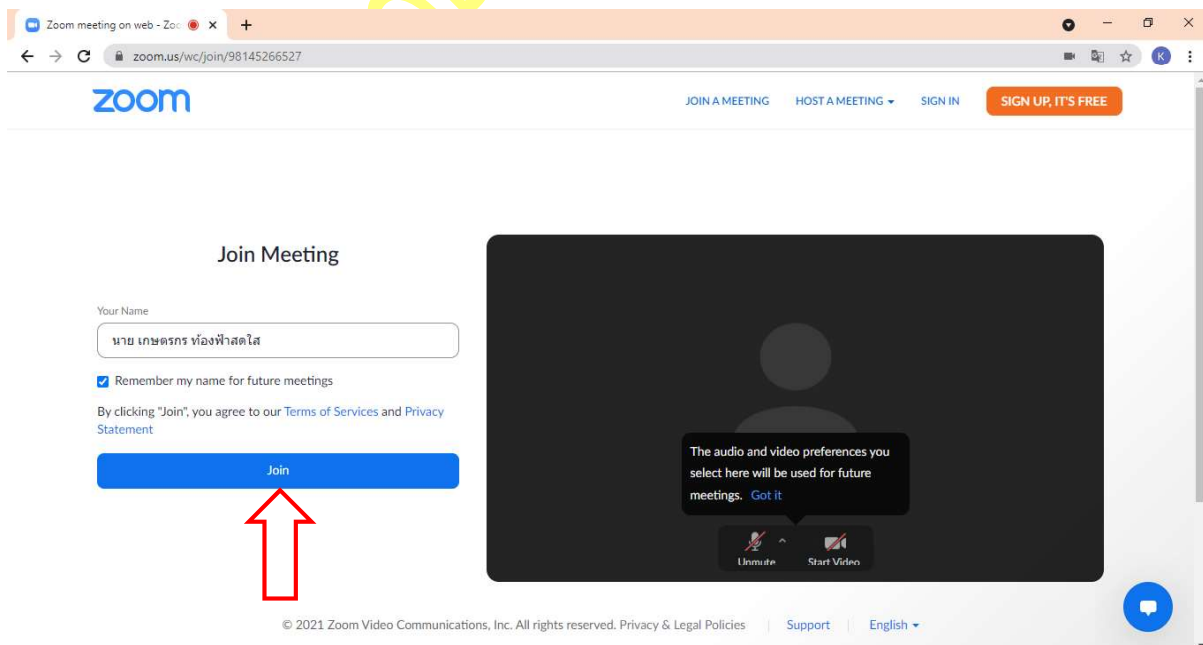 Zoom meeting on web - Zoo
zoom.us/wc/join/98145266527
K
zoom
JOIN A MEETING HOST A MEETING SIGN IN SIGN UP, IT'S FREE
Join Meeting
Your Name
นาย เกษตรกร ท้องฟ้าสดใส
Remember my name for future meetings
By clicking "Join", you agree to our Terms of Services and Privacy
Statement
Join
The audio and video preferences you
select here will be used for future
meetings. Got it
Unmute Start Video
© 2021 Zoom Video Communications, Inc. All rights reserved. Privacy & Legal Policies Support English